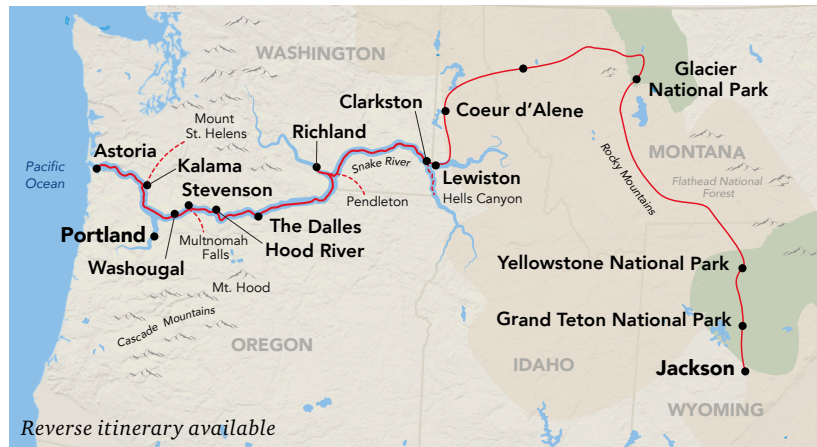 WASHINGTON
Glacier
National Park
Clarkston
Coeur d'Alene
Mount
St. Helens
Richland
Astoria
Pacific
Ocean
Kalama
Snake River
Rocky Mountains
MONTANA
Stevenson
Lewiston
Hells Canyon
Flathead National
Forest
Pendleton
Portland
The Dalles
Multnomah
Falls
Hood River
Washougal
Yellowstone National Park
Mt. Hood
Cascade Mountains
Grand Teton National Park
OREGON
IDAHO
Jackson
WYOMING
Reverse itinerary available